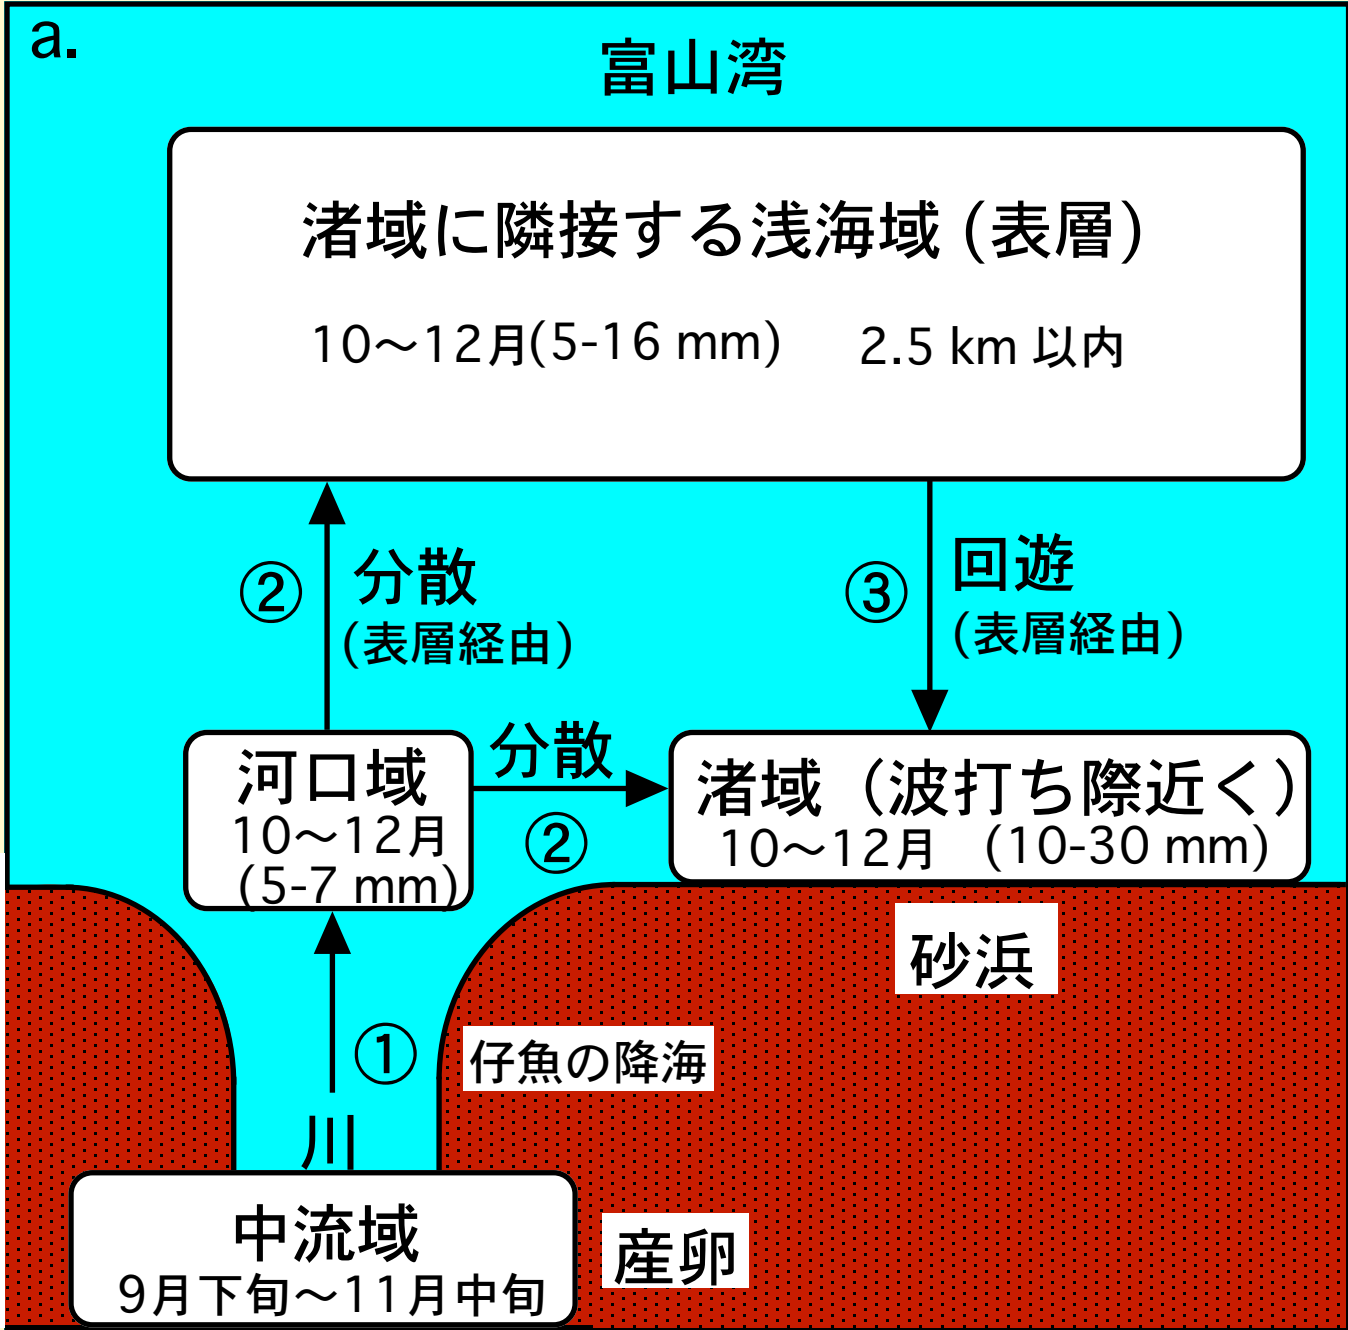 a.
富山湾
渚域に隣接する浅海域 (表層)
10〜12月(5-16 mm) 2.5 km 以内
② 分散
(表層経由)
③ 回遊
(表層経由)
河口域
10〜12月
(5-7 mm)
分散
②
渚域（波打ち際近く）
10〜12月 (10-30 mm)
砂浜
①
仔魚の降海
川
中流域
9月下旬〜11月中旬
産卵